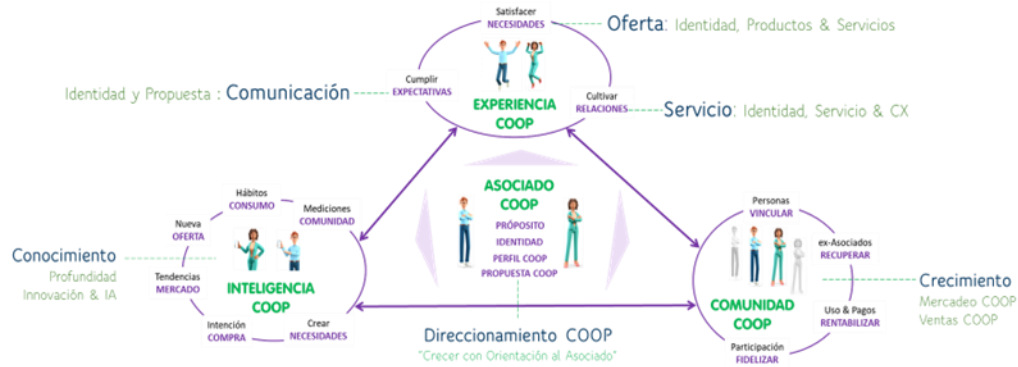 Satisfacer
NECESIDADES
Oferta: Identidad, Productos & Servicios
Cumplir
EXPECTATIVAS
Identidad y Propuesta : Comunicación
EXPERIENCIA
COOP
Cultivar
RELACIONES
Servicio: Identidad, Servicio & CX
ASOCIADO
COOP
PRÓPOSITO
IDENTIDAD
PERFIL COOP
PROPUESTA COOP
Hábitos
CONSUMO
Mediciones
COMUNIDAD
Nueva
OFERTA
Conocimiento
Profundidad
Innovación & IA
Tendencias
MERCADO
INTELIGENCIA
COOP
Intención
COMPRA
Crear
NECESIDADES
Direccionamiento COOP
"Crecer con Orientación al Asociado"
Personas
VINCULAR
ex-Asociados
RECUPERAR
Crecimiento
Mercadeo COOP
Ventas COOP
COMUNIDAD
COOP
Uso & Pagos
RENTABILIZAR
Participación
FIDELIZAR